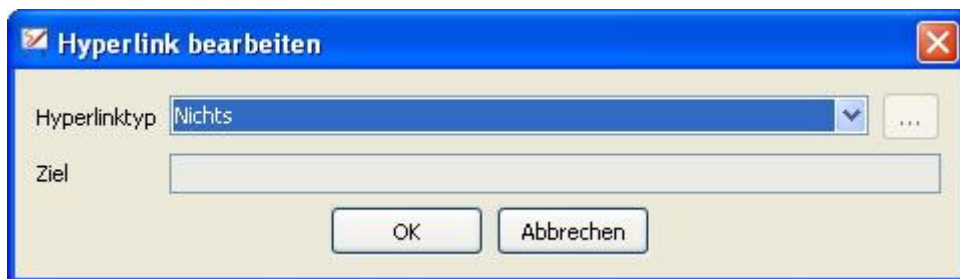 Hyperlink bearbeiten
Hyperlinktyp Nichts ...
Ziel
OK Abbrechen